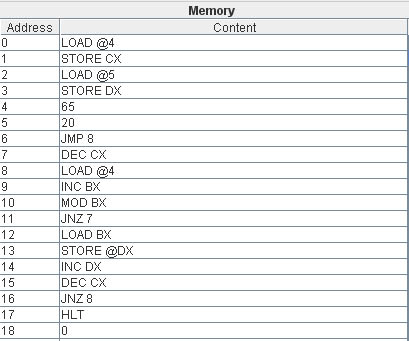 Memory
Address Content
0 LOAD @4
1 STORE CX
2 LOAD @5
3 STORE DX
4 65
5 20
6 JMP 8
7 DEC CX
8 LOAD @4
9 INC BX
10 MOD BX
11 JNZ 7
12 LOAD BX
13 STORE @DX
14 INC DX
15 DEC CX
16 JNZ 8
17 HLT
18 0